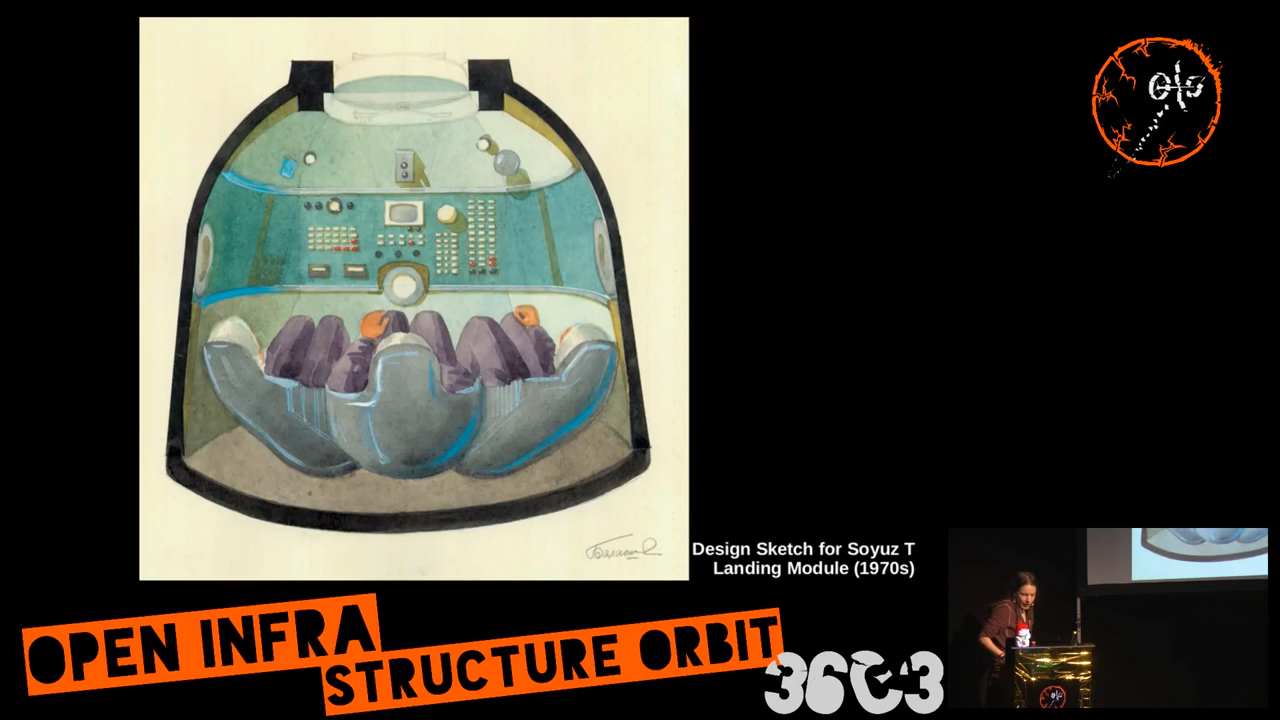 Design Sketch for Soyuz T
Landing Module (1970s)
OPEN INFRA
STRUCTURE ORBIT
36C3